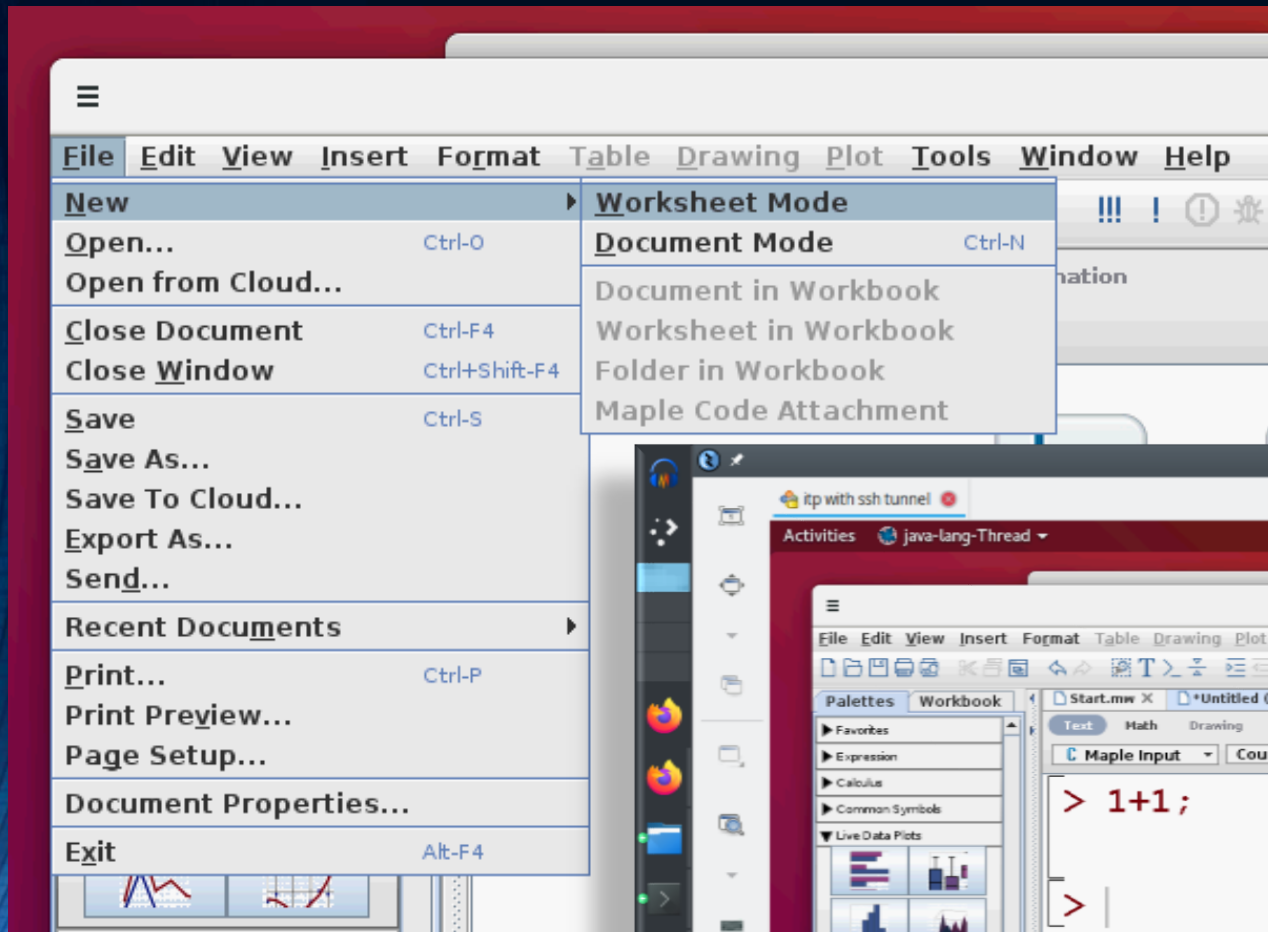 File Edit View Insert Format Table Drawing Plot Tools Window Help
New Worksheet Mode
Open... Ctrl-O Document Mode Ctrl-N
Open from Cloud... Document in Workbook
Close Document Ctrl-F4 Worksheet in Workbook
Close Window Ctrl+Shift-F4 Folder in Workbook
Save Ctrl-S Maple Code Attachment
Save As...
Save To Cloud...
Export As...
Send...
Recent Documents
Print... Ctrl-P
Print Preview...
Page Setup...
Document Properties...
Exit Alt-F4
!!! !
nation
itp with ssh tunnel
Activities java-lang-Thread
File Edit View Insert Format Table Drawing Plot
Palettes Workbook Start.mw *Untitled (
Favorites Text Math Drawing
Expression C Maple Input Cou
Calculus
Common Symbols > 1+1;
Live Data Plots
>